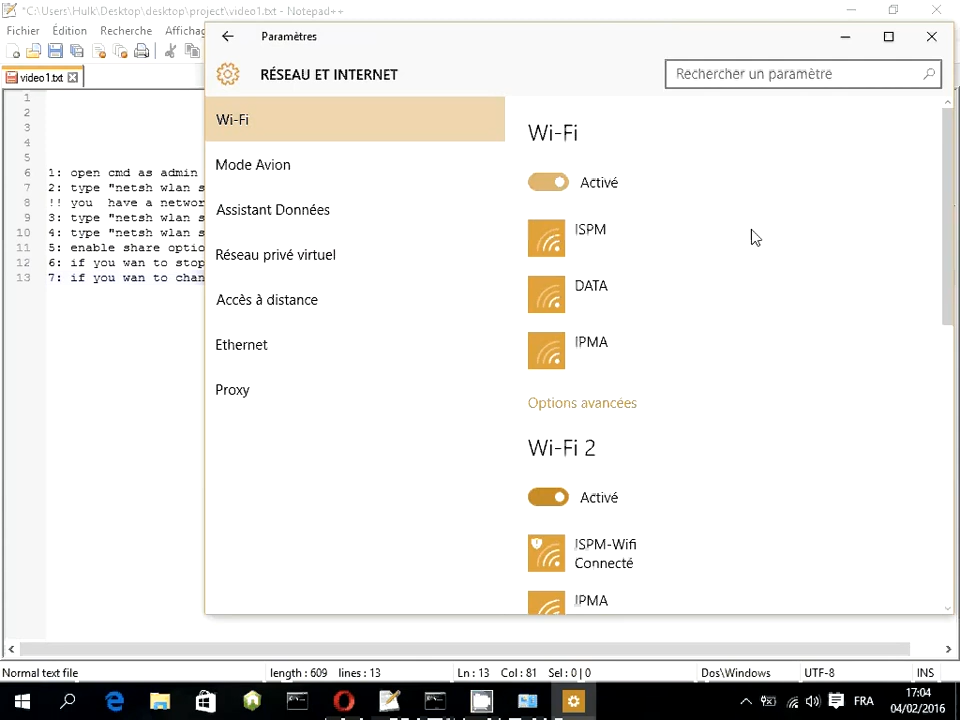 *C:\Users\Hulk\Desktop\desktop\project\video1.txt - Notepad++
Fichier Édition Recherche Afficha
Paramètres
RÉSEAU ET INTERNET
Rechercher un paramètre
video1.txt
Wi-Fi
Mode Avion
Assistant Données
Réseau privé virtuel
Accès à distance
Ethernet
Proxy
Wi-Fi
Activé
ISPM
DATA
IPMA
Options avancées
Wi-Fi 2
Activé
ISPM-Wifi
Connecté
IPMA
1
2
3
4
5
6 1: open cmd as admin
7 2: type "netsh wlan s
8 !! you have a networ
9 3: type "netsh wlan s
10 4: type "netsh wlan s
11 5: enable share optio
12 6: if you wan to stop
13 7: if you wan to chan
Normal text file length : 609 lines : 13 Ln : 13 Col : 81 Sel : 0 | 0 Dos\Windows UTF-8 INS
FRA
17:04
04/02/2016